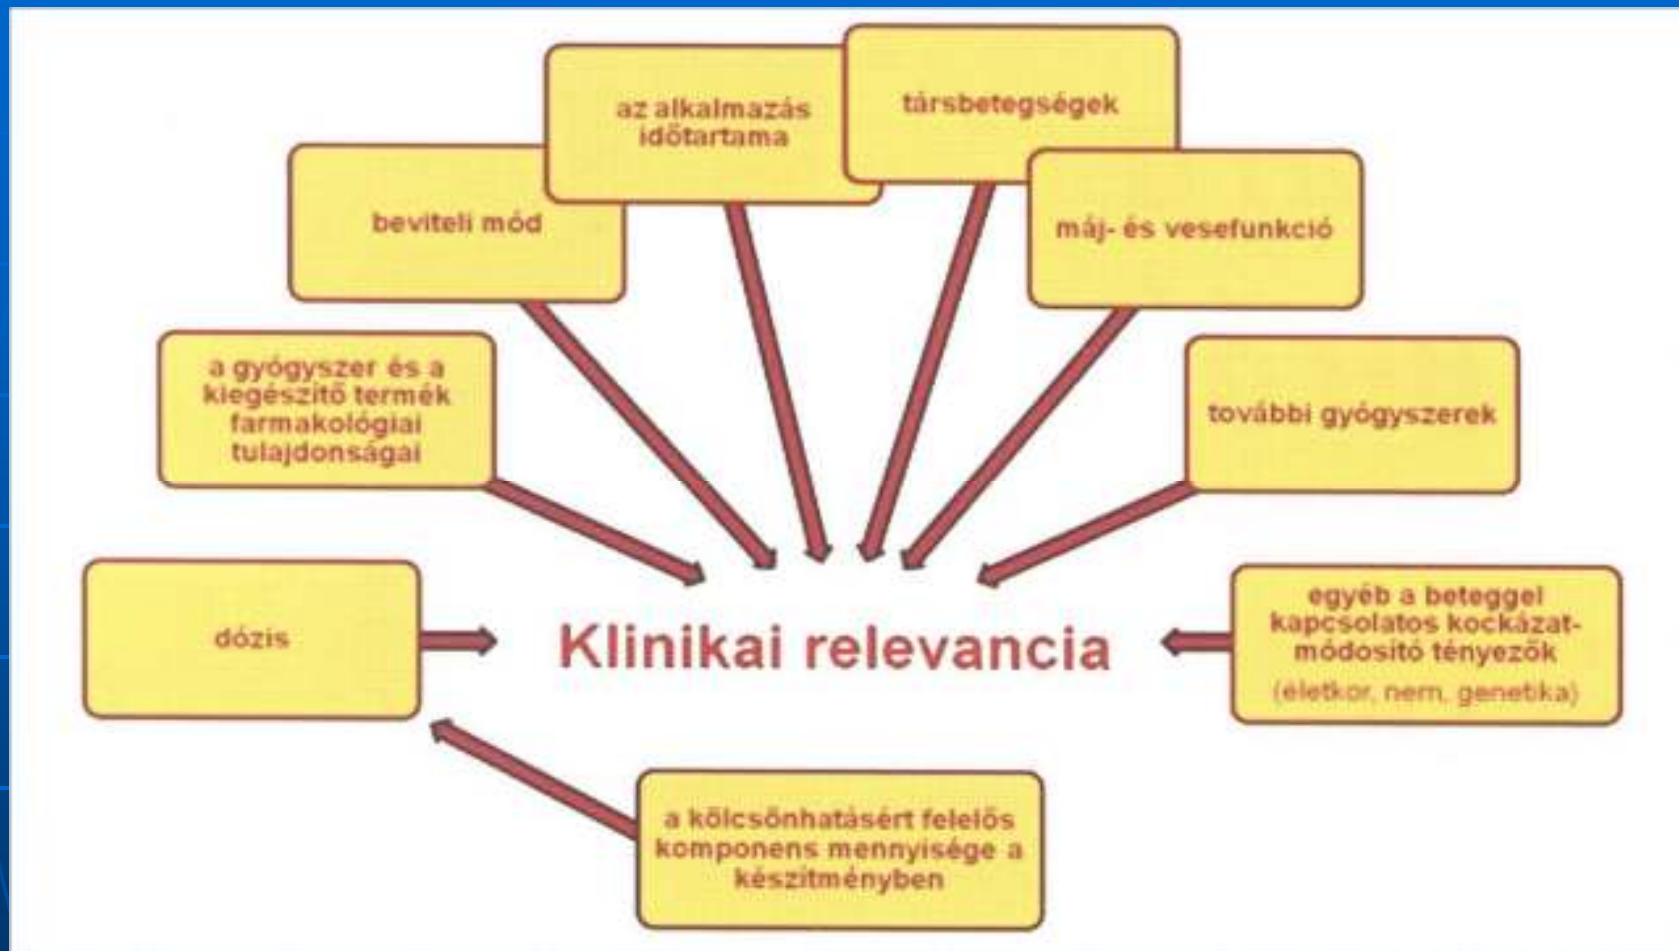 az alkalmazás
időtartama
társbetegségek
beviteli mód
máj- és vesefunkció
a gyógyszer és a
kiegészítő termék
farmakológiai
tulajdonságai
további gyógyszerek
dózis
Klinikai relevancia
egyéb a beteggel
kapcsolatos kockázat-
módosító tényezők
(életkor, nem, genetika)
a kölcsönhatásért felelős
komponens mennyisége a
készítményben